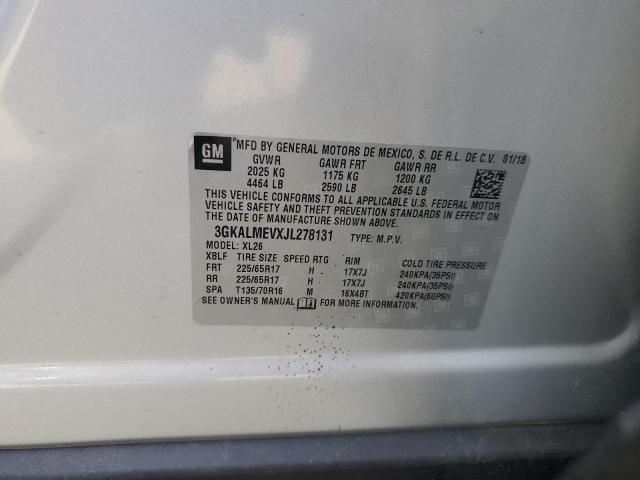 GM
MFD BY GENERAL MOTORS DE MEXICO, S. DE R.L. DE C.V. 01/18
GVWR GAWR FRT GAWR RR
2025 KG 1175 KG 1200 KG
4464 LB 2590 LB 2645 LB
THIS VEHICLE CONFORMS TO ALL APPLICABLE U.S. FEDERAL MOTOR
VEHICLE SAFETY AND THEFT PREVENTION STANDARDS IN EFFECT ON
THE DATE OF MANUFACTURE SHOWN ABOVE.
3GKALMEVXJL278131 TYPE: M.P.V.
MODEL: XL26
XBLF TIRE SIZE SPEED RTG RIM COLD TIRE PRESSURE
FRT 225/65R17 H 17X7J 240KPA(35PSI)
RR 225/65R17 H 17X7J 240KPA(35PSI)
SPA T135/70R16 M 16X4BT 420KPA(60PSI)
SEE OWNER'S MANUAL FOR MORE INFORMATION.